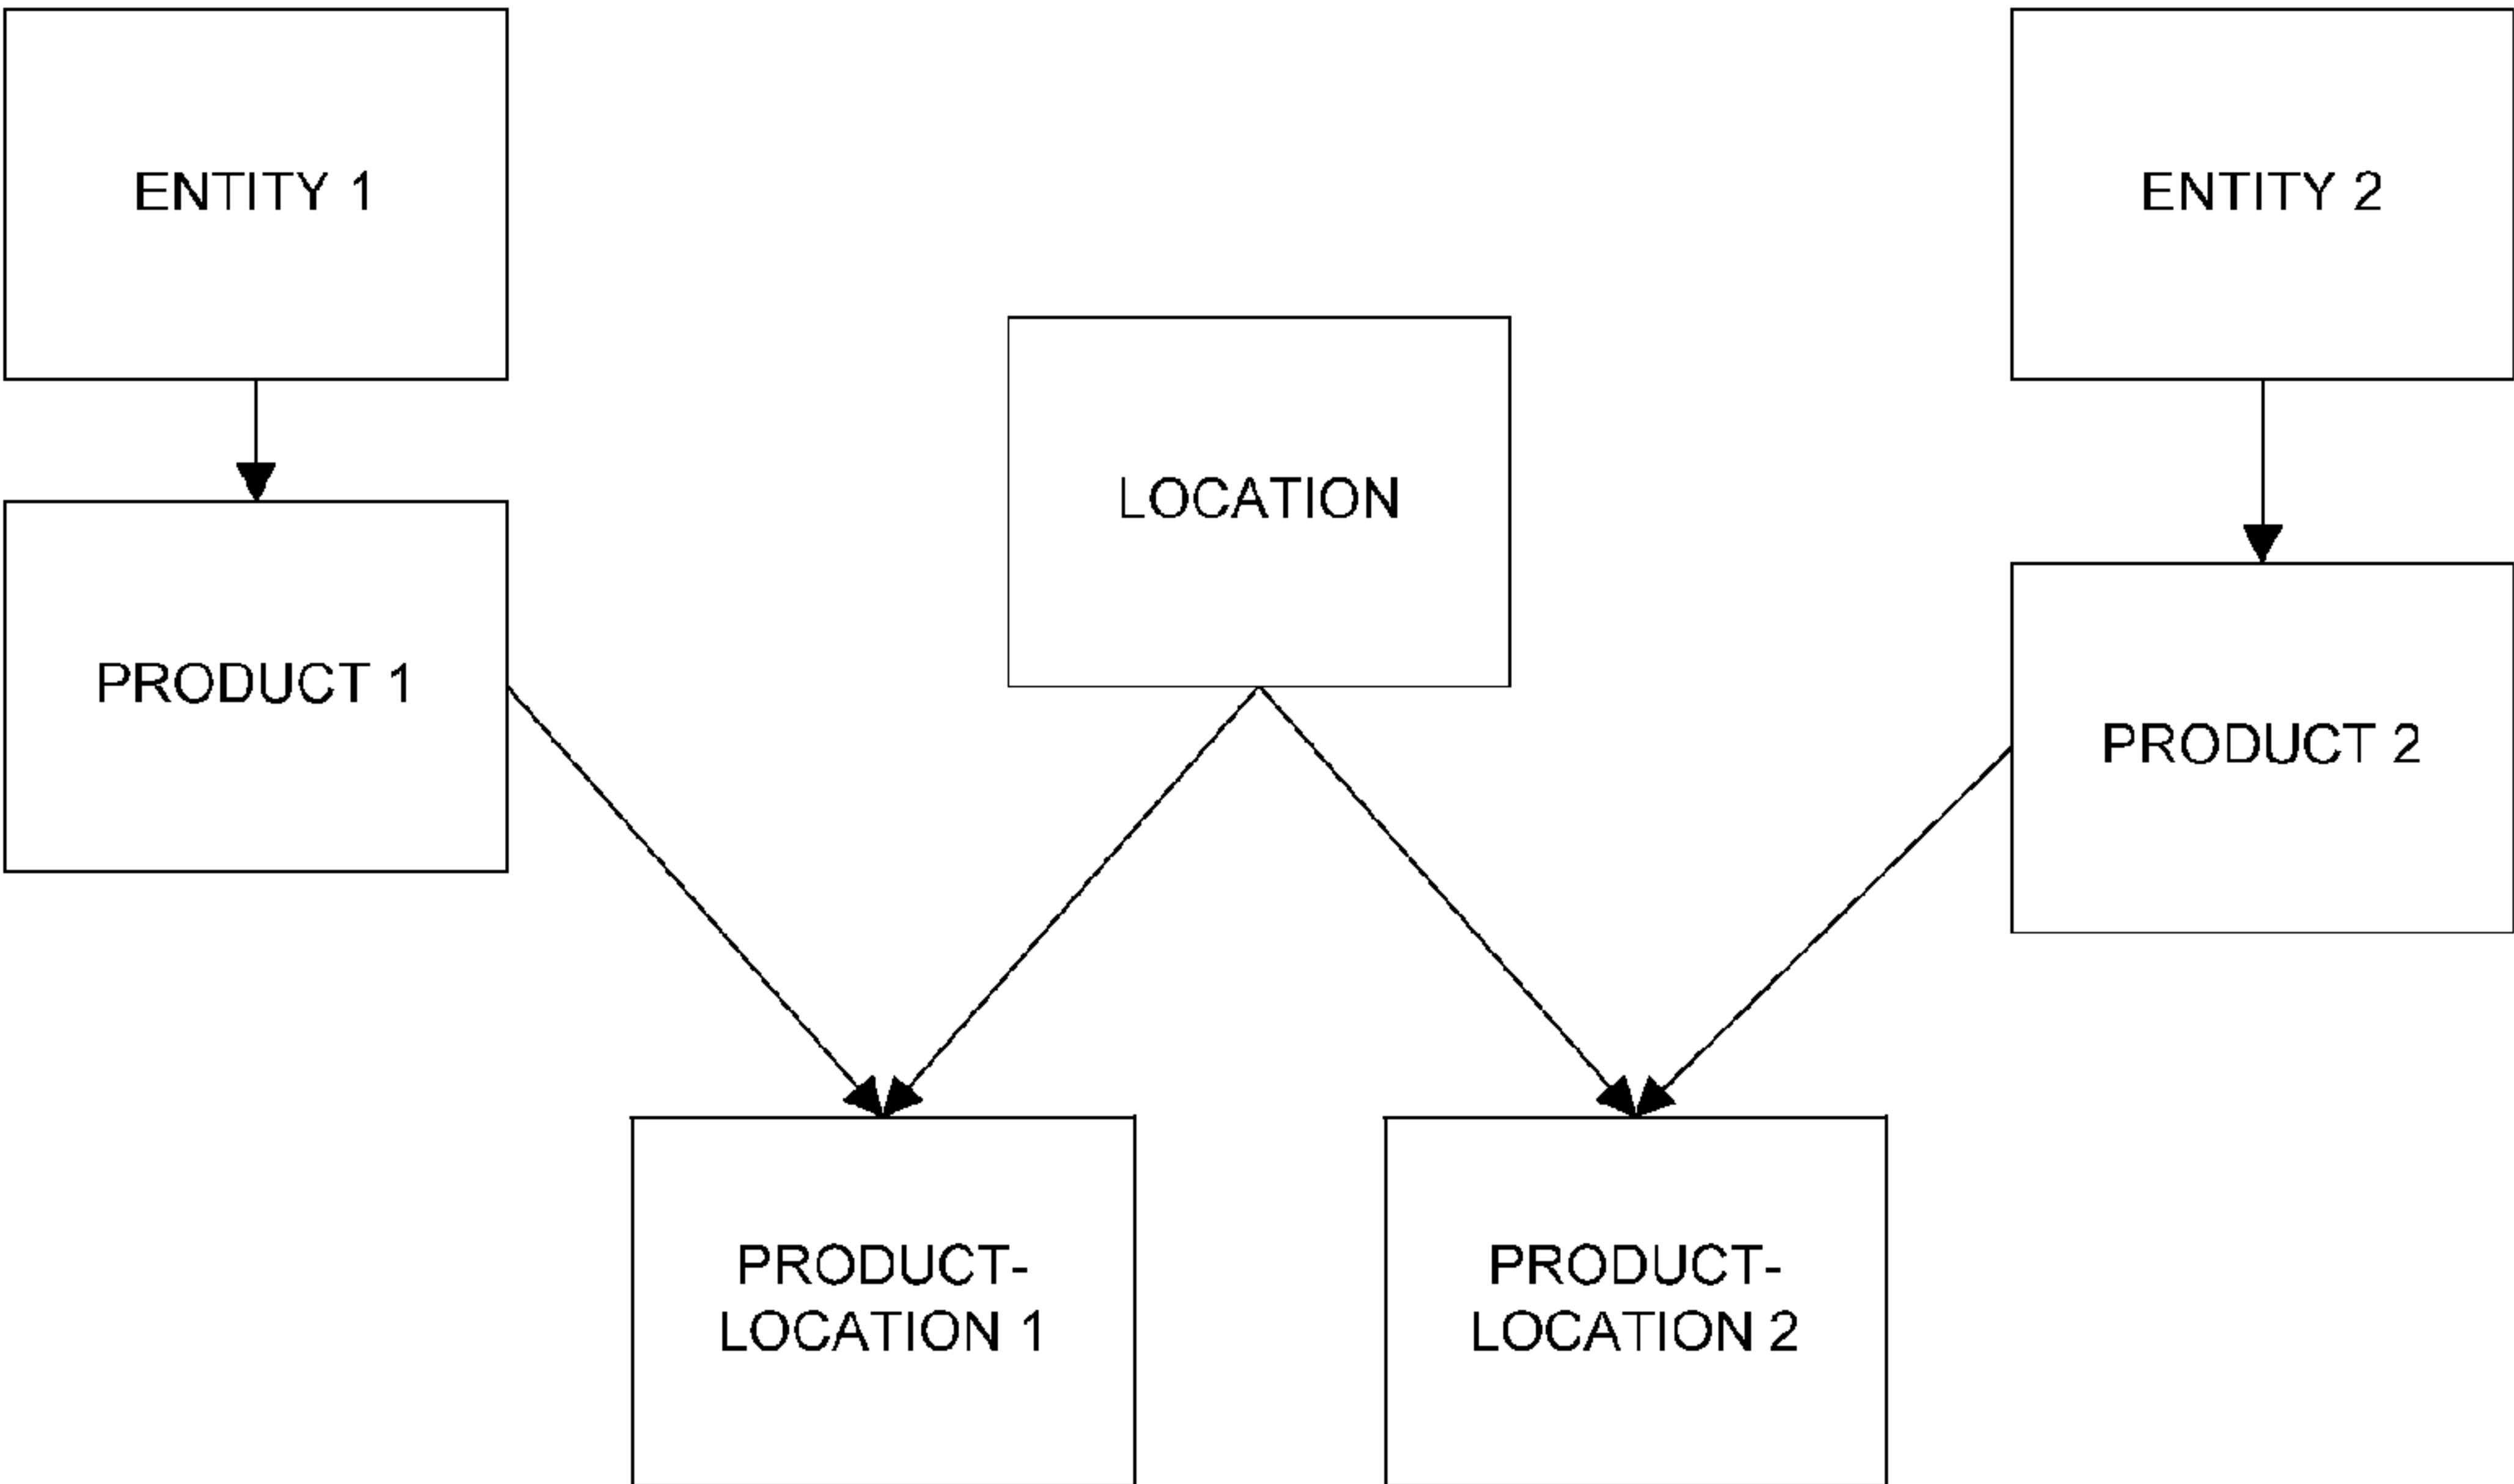 ENTITY 1
ENTITY 2
LOCATION
PRODUCT 1
PRODUCT 2
PRODUCT-
LOCATION 1
PRODUCT-
LOCATION 2